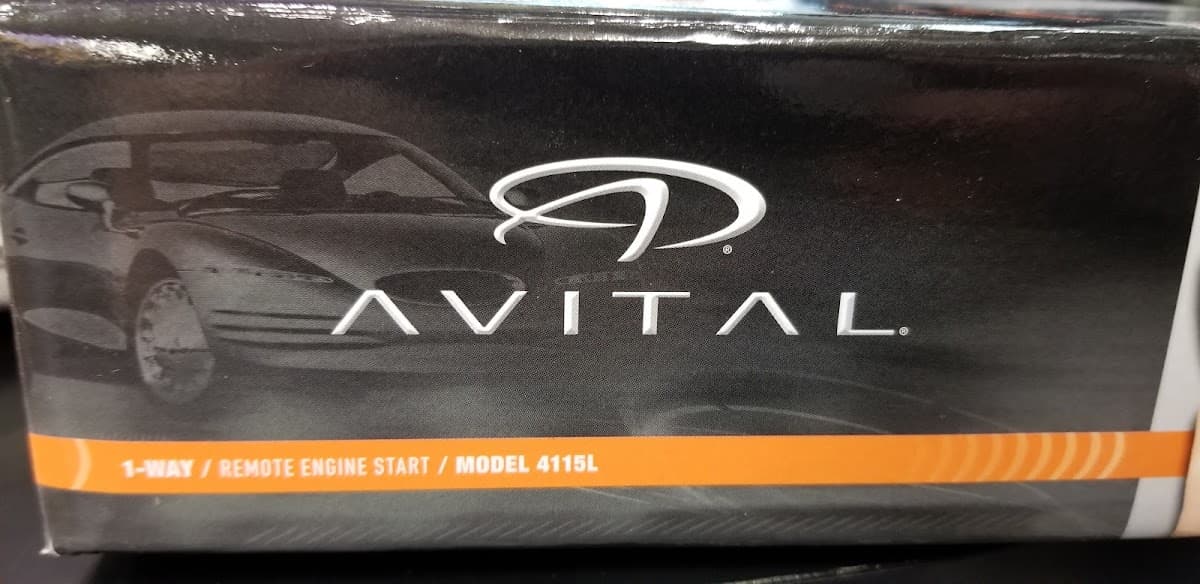 AVITAL®
1-WAY / REMOTE ENGINE START / MODEL 4115L